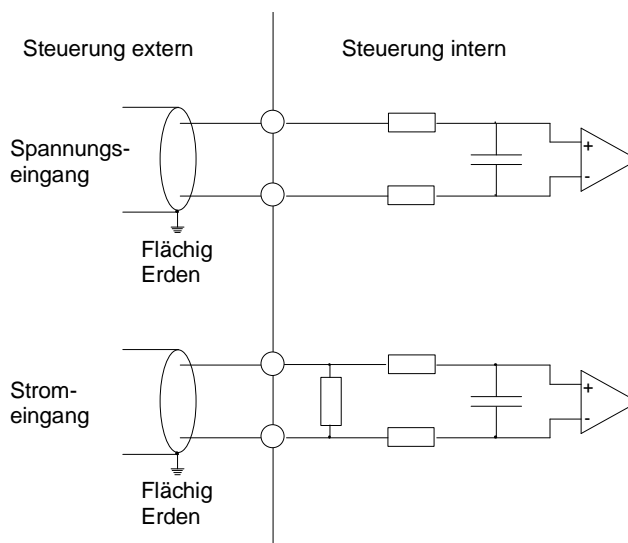 Steuerung extern
Steuerung intern
Spannungs-
eingang
+
-
Flächig
Erden
Strom-
eingang
+
-
Flächig
Erden